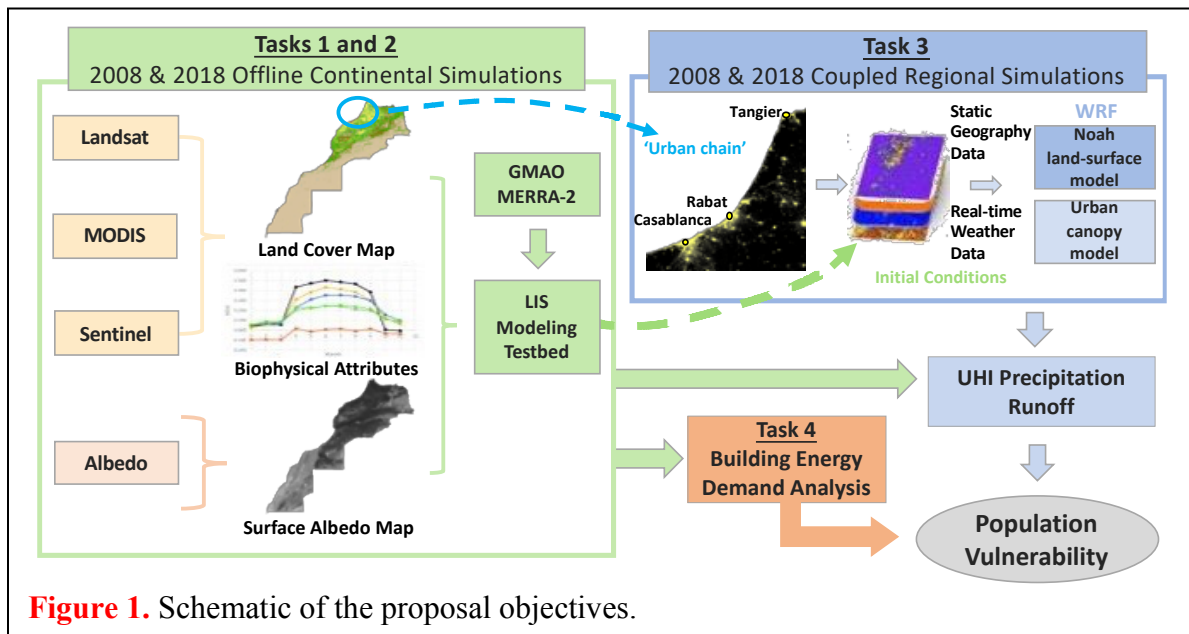 Tasks 1 and 2
2008 & 2018 Offline Continental Simulations
Landsat
MODIS
Sentinel
Albedo
Land Cover Map
Biophysical Attributes
Surface Albedo Map
GMAO
MERRA-2
LIS
Modeling
Testbed
Task 3
2008 & 2018 Coupled Regional Simulations
'Urban chain'
Tangier
Rabat
Casablanca
Static
Geography
Data
Real-time
Weather
Data
Initial Conditions
WRF
Noah
land-surface
model
Urban
canopy
model
UHI Precipitation
Runoff
Task 4
Building Energy
Demand Analysis
Population
Vulnerability
Figure 1. Schematic of the proposal objectives.